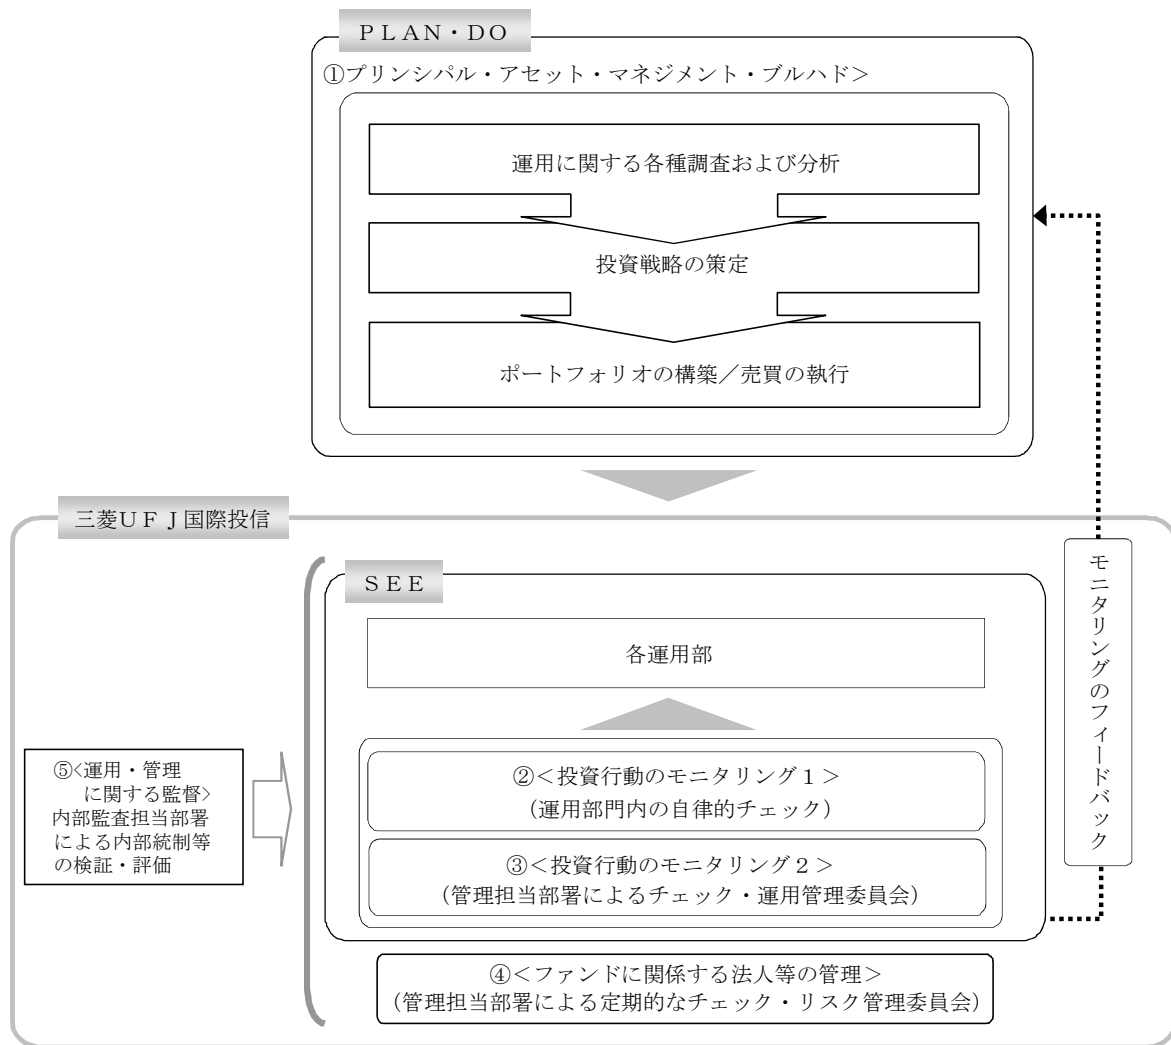 ＰＬＡＮ・ＤＯ
①プリンシパル・アセット・マネジメント・ブルハド＞
運用に関する各種調査および分析
投資戦略の策定
ポートフォリオの構築／売買の執行
三菱ＵＦＪ国際投信
ＳＥＥ
各運用部
②＜投資行動のモニタリング１＞
（運用部門内の自律的チェック）
③＜投資行動のモニタリング２＞
（管理担当部署によるチェック・運用管理委員会）
④＜ファンドに関係する法人等の管理＞
（管理担当部署による定期的なチェック・リスク管理委員会）
⑤<運用・管理
に関する監督>
内部監査担当部署
による内部統制等
の検証・評価
モニタリングのフィードバック